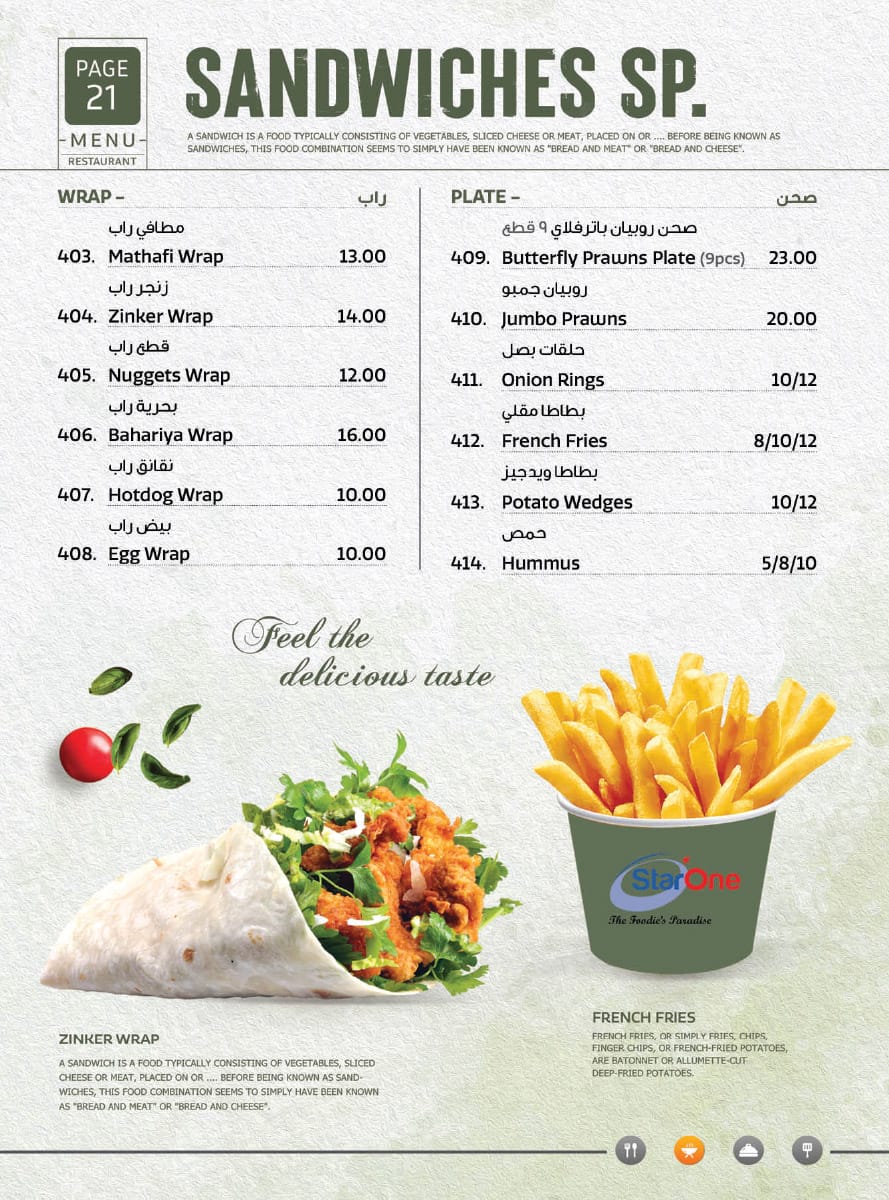 PAGE
21
-MENU-
RESTAURANT
SANDWICHES SP.
A SANDWICH IS A FOOD TYPICALLY CONSISTING OF VEGETABLES, SLICED CHEESE OR MEAT, PLACED ON OR .... BEFORE BEING KNOWN AS
SANDWICHES, THIS FOOD COMBINATION SEEMS TO SIMPLY HAVE BEEN KNOWN AS "BREAD AND MEAT" OR "BREAD AND CHEESE".
WRAP – راب
مطافي راب
403. Mathafi Wrap 13.00
زنجر راب
404. Zinker Wrap 14.00
قطع راب
405. Nuggets Wrap 12.00
بحرية راب
406. Bahariya Wrap 16.00
نقانق راب
407. Hotdog Wrap 10.00
بيض راب
408. Egg Wrap 10.00
PLATE – صحن
صحن روبيان باترفلاي ٩ قطع
409. Butterfly Prawns Plate (9pcs) 23.00
روبيان جمبو
410. Jumbo Prawns 20.00
حلقات بصل
411. Onion Rings 10/12
بطاطا مقلي
412. French Fries 8/10/12
بطاطا ويدجيز
413. Potato Wedges 10/12
حمص
414. Hummus 5/8/10
Feel the
delicious taste
StarOne
The Foodie's Paradise
ZINKER WRAP
A SANDWICH IS A FOOD TYPICALLY CONSISTING OF VEGETABLES, SLICED
CHEESE OR MEAT, PLACED ON OR .... BEFORE BEING KNOWN AS SAND-
WICHES, THIS FOOD COMBINATION SEEMS TO SIMPLY HAVE BEEN KNOWN
AS "BREAD AND MEAT" OR "BREAD AND CHEESE".
FRENCH FRIES
FRENCH FRIES, OR SIMPLY FRIES, CHIPS,
FINGER CHIPS, OR FRENCH-FRIED POTATOES,
ARE BATONNET OR ALLUMETTE-CUT
DEEP-FRIED POTATOES.